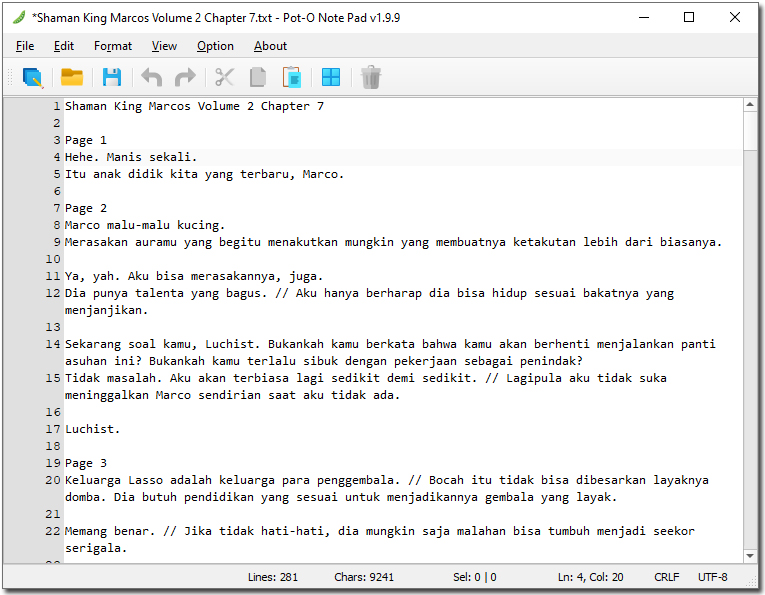 *Shaman King Marcos Volume 2 Chapter 7.txt - Pot-O Note Pad v1.9.9
File Edit Format View Option About
1 Shaman King Marcos Volume 2 Chapter 7
2
3 Page 1
4 Hehe. Manis sekali.
5 Itu anak didik kita yang terbaru, Marco.
6
7 Page 2
8 Marco malu-malu kucing.
9 Merasakan auramu yang begitu menakutkan mungkin yang membuatnya ketakutan lebih dari biasanya.
10
11 Ya, yah. Aku bisa merasakannya, juga.
12 Dia punya talenta yang bagus. // Aku hanya berharap dia bisa hidup sesuai bakatnya yang
menjanjikan.
13
14 Sekarang soal kamu, Luchist. Bukankah kamu berkata bahwa kamu akan berhenti menjalankan panti
asuhan ini? Bukankah kamu terlalu sibuk dengan pekerjaan sebagai penindak?
15 Tidak masalah. Aku akan terbiasa lagi sedikit demi sedikit. // Lagipula aku tidak suka
meninggalkan Marco sendirian saat aku tidak ada.
16
17 Luchist.
18
19 Page 3
20 Keluarga Lasso adalah keluarga para penggembala. // Bocah itu tidak bisa dibesarkan layaknya
domba. Dia butuh pendidikan yang sesuai untuk menjadikannya gembala yang layak.
21
22 Memang benar. // Jika tidak hati-hati, dia mungkin saja malahan bisa tumbuh menjadi seekor
serigala.
Lines: 281 Chars: 9241 Sel: 0 | 0 Ln: 4, Col: 20 CRLF UTF-8